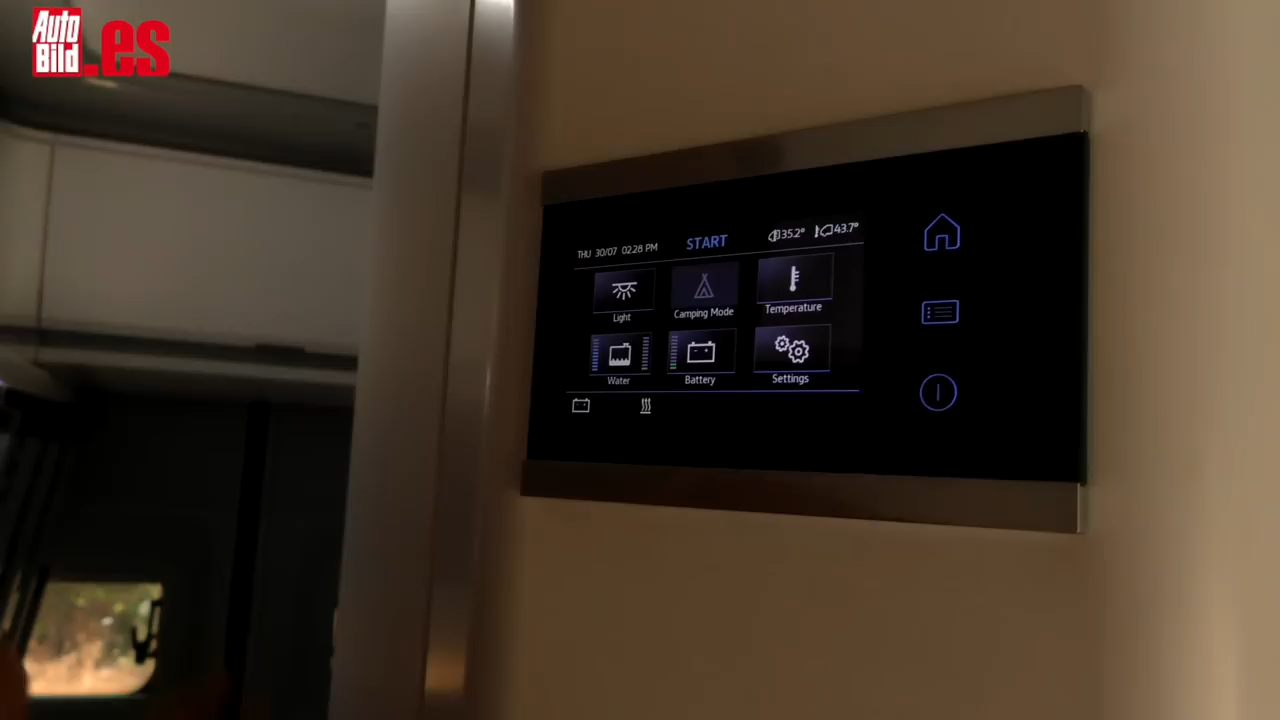 Auto
Bild
.es
THU 30/07 02.28 PM
START
35.2° 43.7°
Light
Camping Mode
Temperature
Water
Battery
Settings